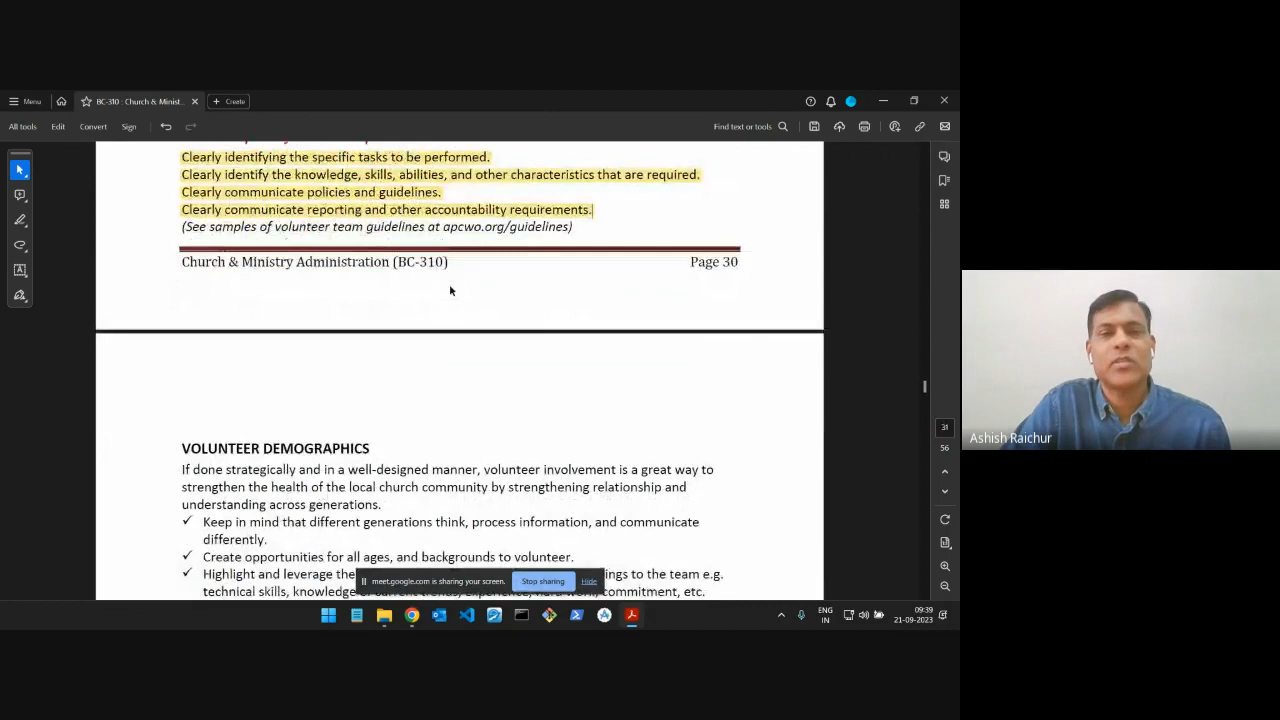 Menu
BC-310 : Church & Minist...
Create
All tools
Edit
Convert
Sign
Find text or tools
Clearly identifying the specific tasks to be performed.
Clearly identify the knowledge, skills, abilities, and other characteristics that are required.
Clearly communicate policies and guidelines.
Clearly communicate reporting and other accountability requirements.
(See samples of volunteer team guidelines at apcwo.org/guidelines)
Church & Ministry Administration (BC-310) Page 30
VOLUNTEER DEMOGRAPHICS
If done strategically and in a well-designed manner, volunteer involvement is a great way to
strengthen the health of the local church community by strengthening relationship and
understanding across generations.
✓ Keep in mind that different generations think, process information, and communicate
differently.
✓ Create opportunities for all ages, and backgrounds to volunteer.
✓ Highlight and leverage the ings to the team e.g.
technical skills, knowledge commitment, etc.
meet.google.com is sharing your screen.
Stop sharing
Hide
31
56
ENG
IN
09:39
21-09-2023
Ashish Raichur